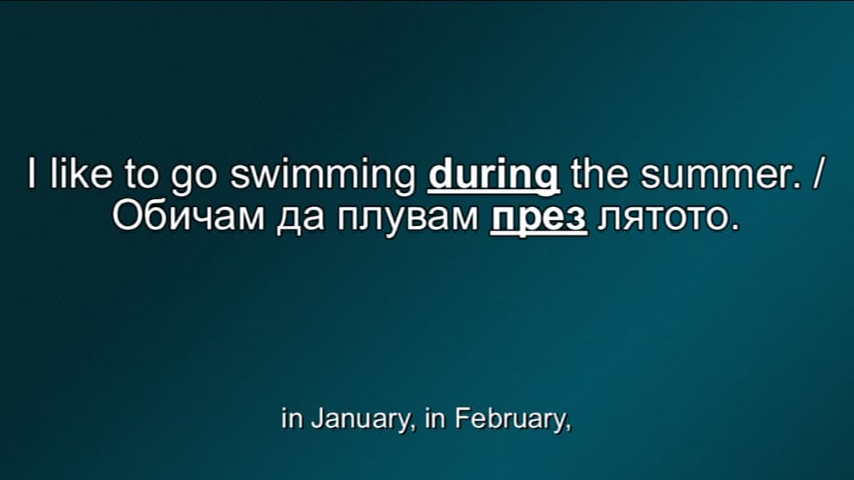 I like to go swimming during the summer. /
Обичам да плувам през лятото.
in January, in February,